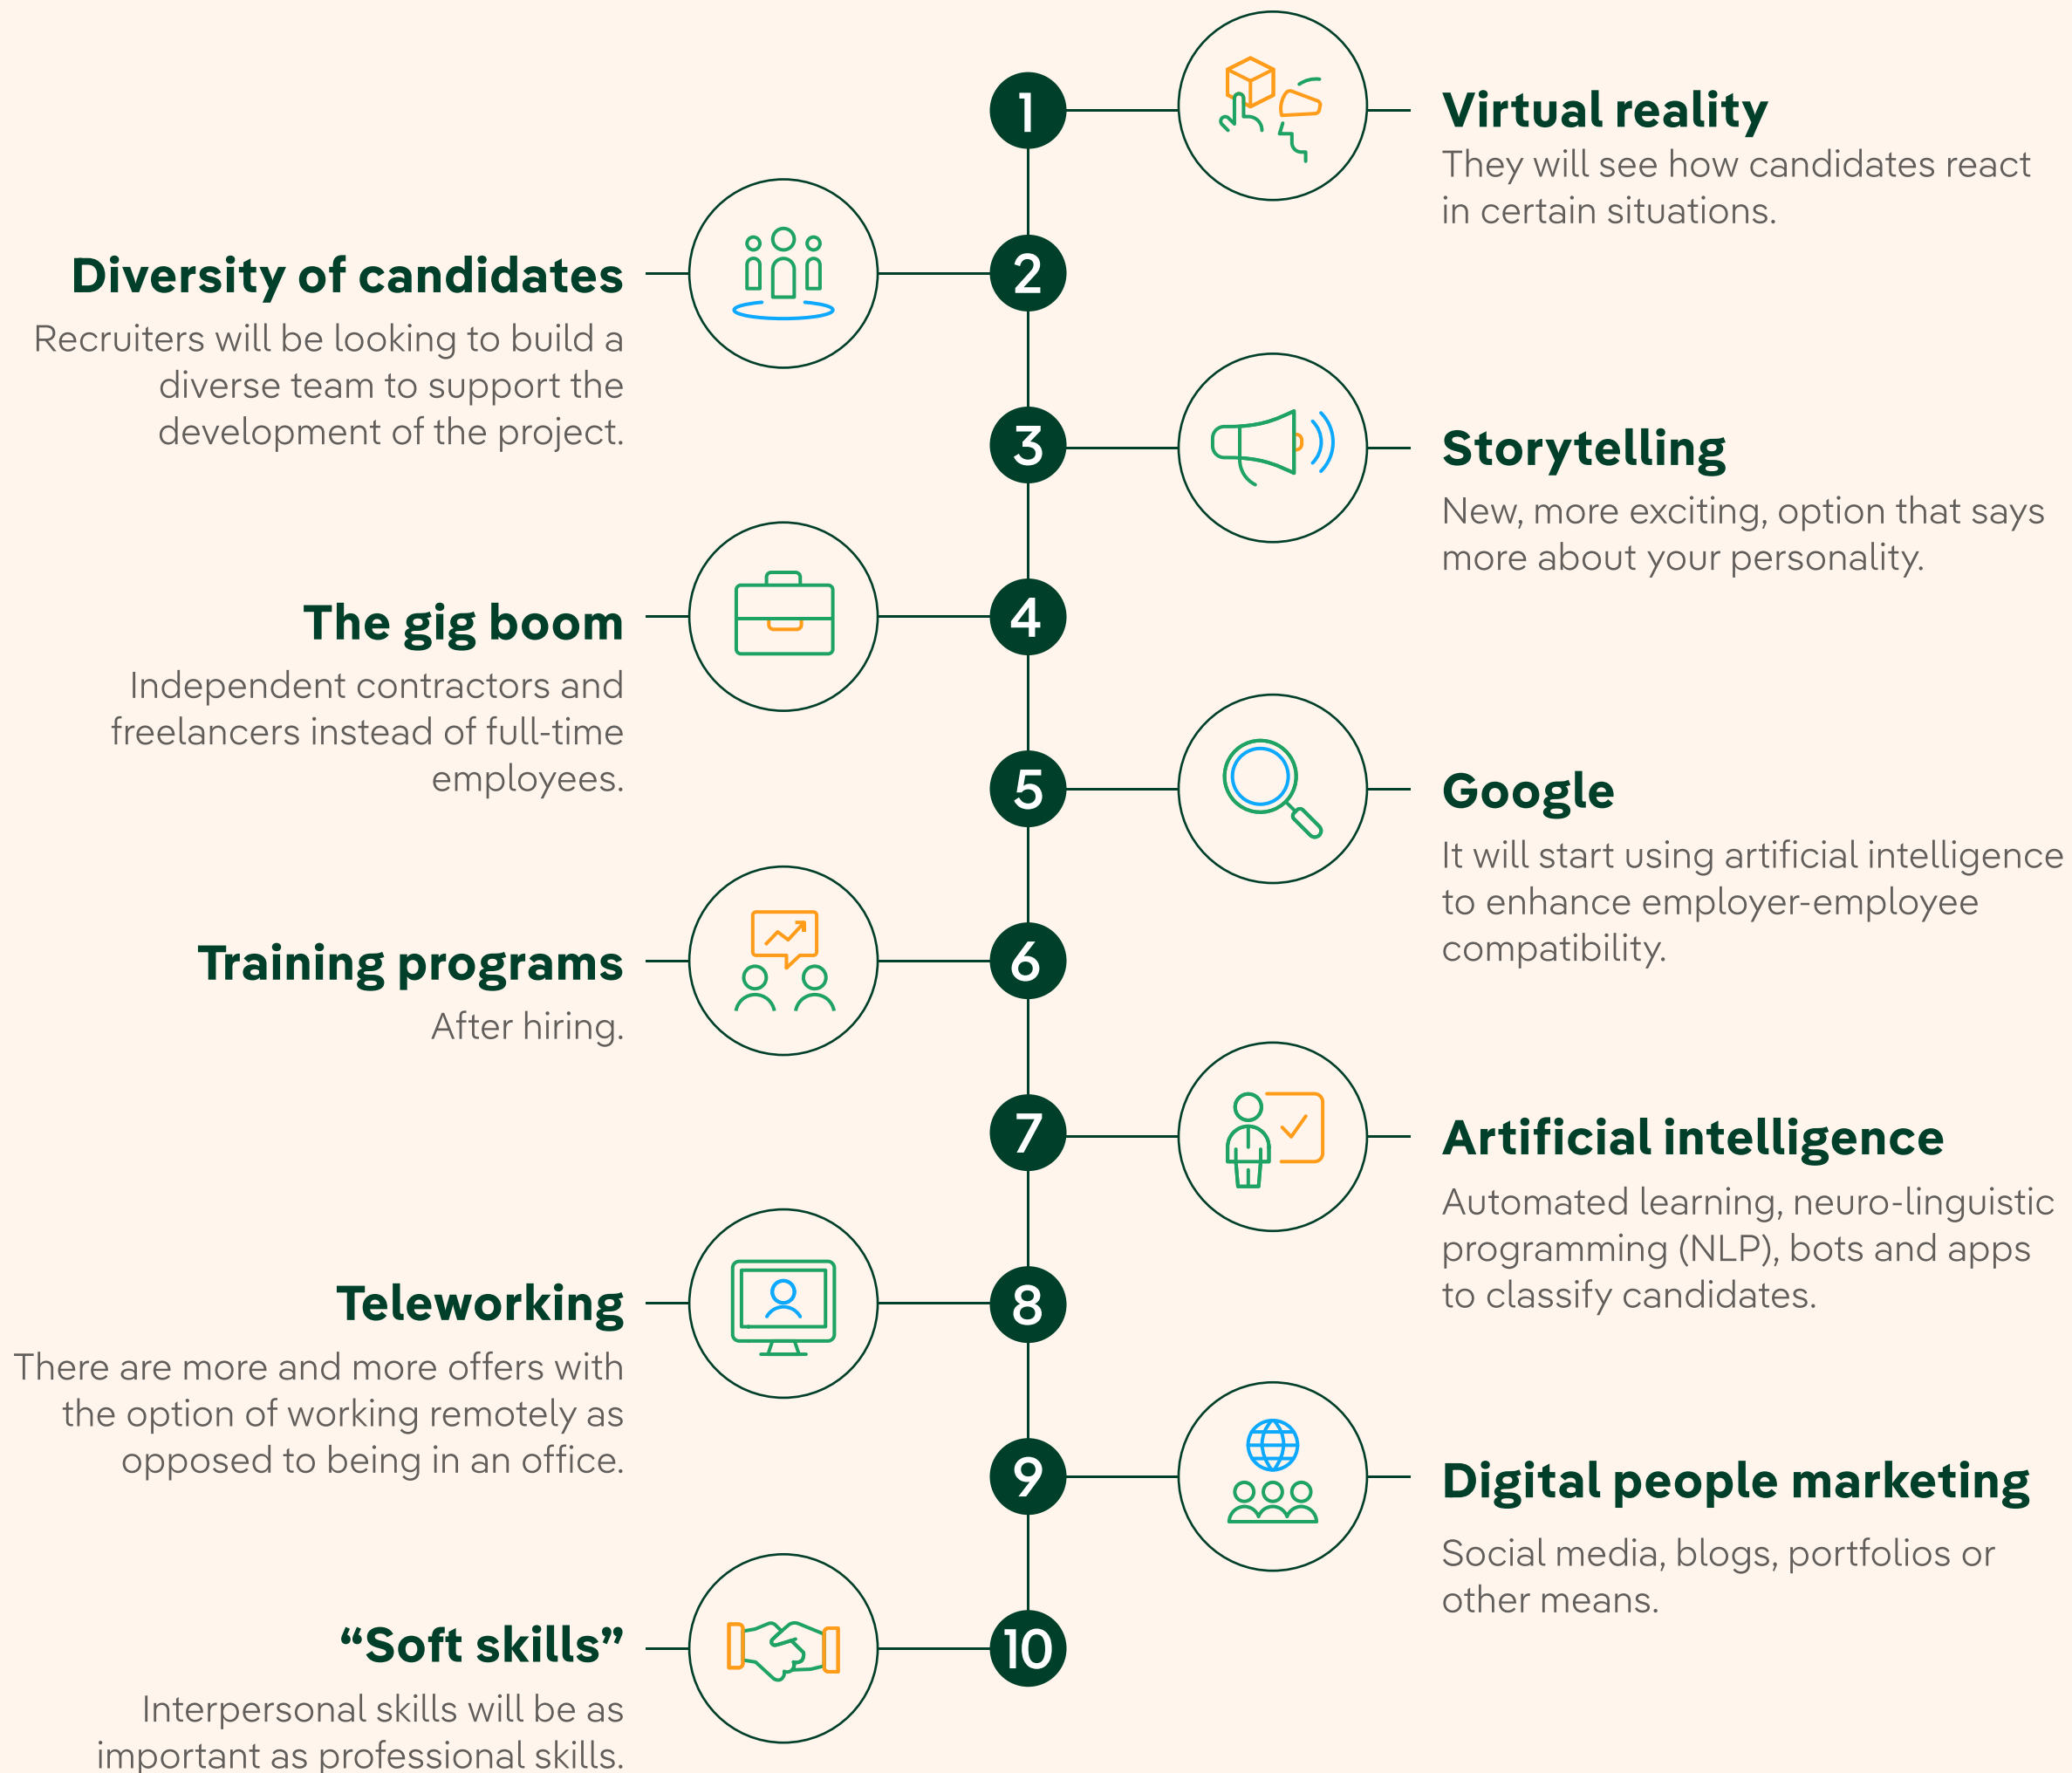 1
Virtual reality
They will see how candidates react
in certain situations.
2
Diversity of candidates
Recruiters will be looking to build a
diverse team to support the
development of the project.
3
Storytelling
New, more exciting, option that says
more about your personality.
4
The gig boom
Independent contractors and
freelancers instead of full-time
employees.
5
Google
It will start using artificial intelligence
to enhance employer-employee
compatibility.
6
Training programs
After hiring.
7
Artificial intelligence
Automated learning, neuro-linguistic
programming (NLP), bots and apps
to classify candidates.
8
Teleworking
There are more and more offers with
the option of working remotely as
opposed to being in an office.
9
Digital people marketing
Social media, blogs, portfolios or
other means.
10
“Soft skills”
Interpersonal skills will be as
important as professional skills.